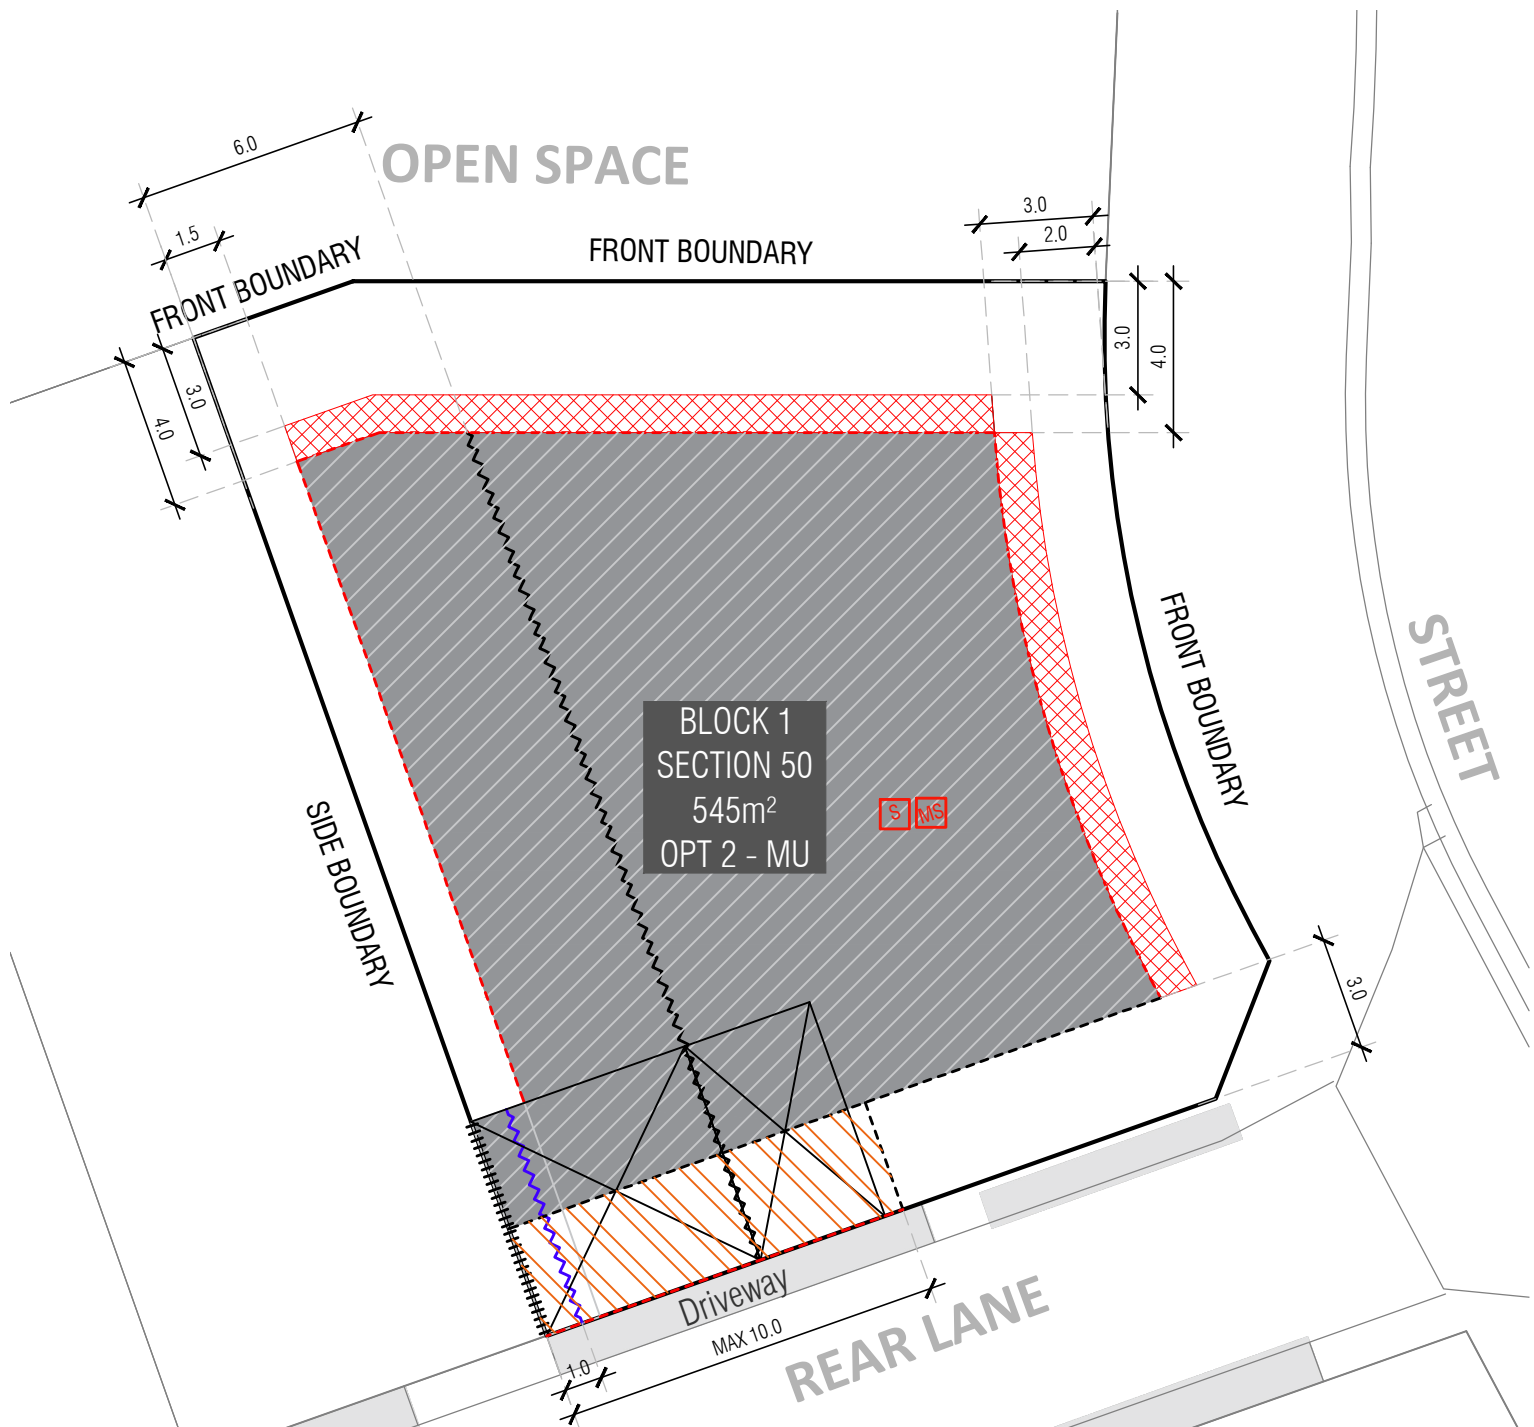 6.0
OPEN SPACE
1.5
3.0
2.0
FRONT BOUNDARY
FRONT BOUNDARY
3.0
4.0
3.0
4.0
FRONT BOUNDARY
STREET
BLOCK 1
SECTION 50
545m²
OPT 2 - MU
S
MS
SIDE BOUNDARY
3.0
Driveway
MAX 10.0
1.0
REAR LANE